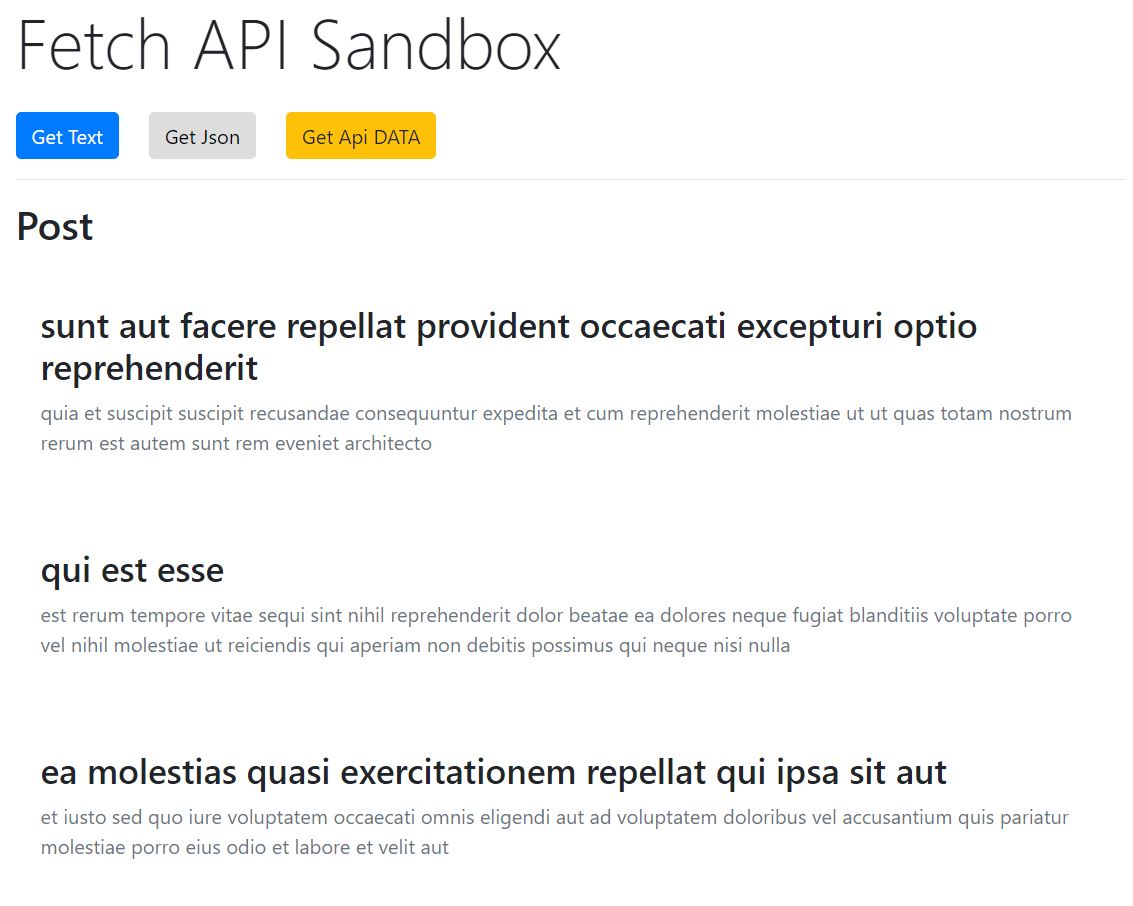 Fetch API Sandbox
Get Text Get Json Get Api DATA
Post
sunt aut facere repellat provident occaecati excepturi optio
reprehenderit
quia et suscipit suscipit recusandae consequuntur expedita et cum reprehenderit molestiae ut ut quas totam nostrum
rerum est autem sunt rem eveniet architecto
qui est esse
est rerum tempore vitae sequi sint nihil reprehenderit dolor beatae ea dolores neque fugiat blanditiis voluptate porro
vel nihil molestiae ut reiciendis qui aperiam non debitis possimus qui neque nisi nulla
ea molestias quasi exercitationem repellat qui ipsa sit aut
et iusto sed quo iure voluptatem occaecati omnis eligendi aut ad voluptatem doloribus vel accusantium quis pariatur
molestiae porro eius odio et labore et velit aut